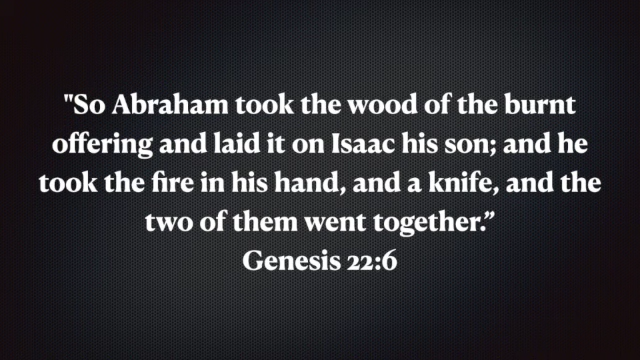 "So Abraham took the wood of the burnt
offering and laid it on Isaac his son; and he
took the fire in his hand, and a knife, and the
two of them went together.”
Genesis 22:6